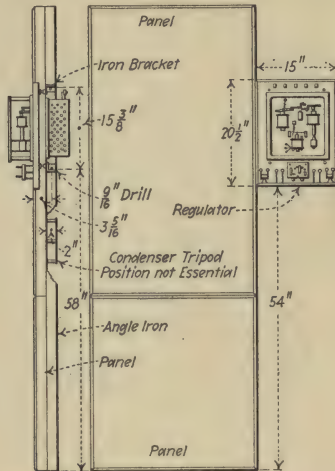 Panel
Iron Bracket
15 3/8"
15"
20 1/2"
9/16" Drill
3 5/16"
Regulator
2"
Condenser Tripod
Position not Essential
58"
54"
Angle Iron
Panel
Panel